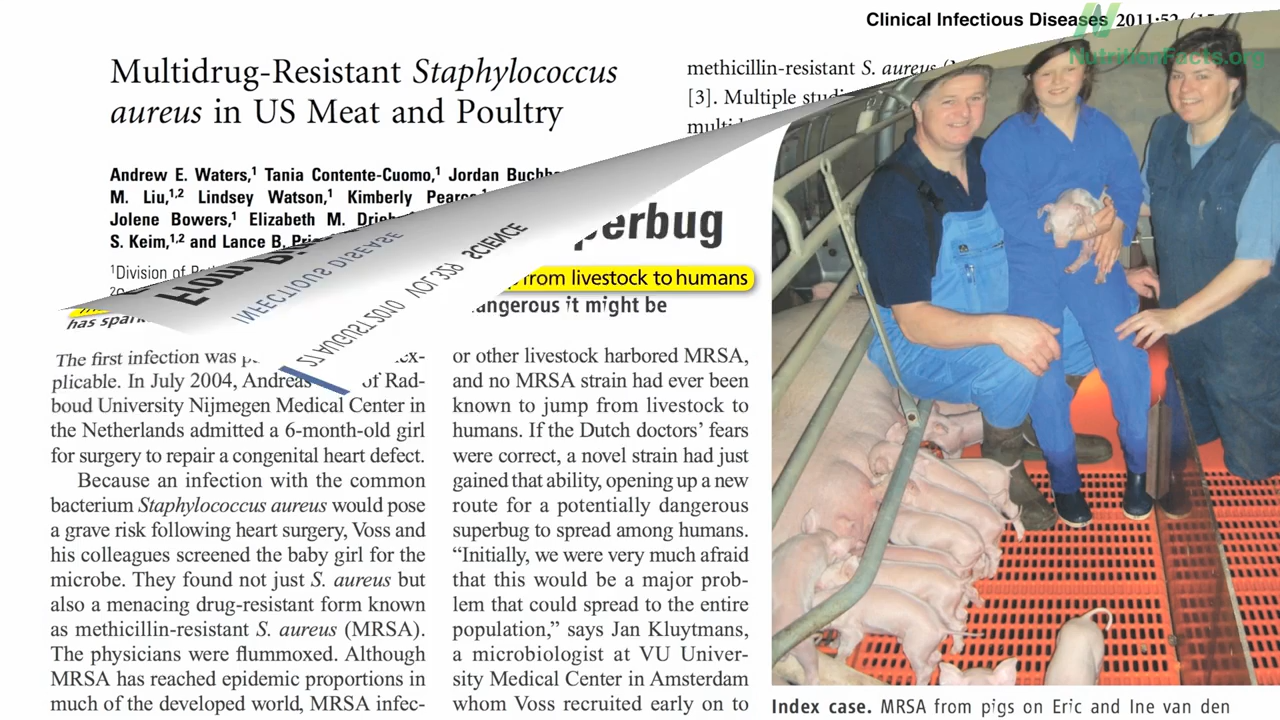 Clinical Infectious Diseases 2011:52
NutritionFacts.org
Multidrug-Resistant Staphylococcus
aureus in US Meat and Poultry
methicillin-resistant S. aureus
[3]. Multiple
Andrew E. Waters,1 Tania Contente-Cuomo,1 Jordan
M. Liu,1,2 Lindsey Watson,1 Kimberly
Jolene Bowers,1 Elizabeth M.
S. Keim,1,2 and Lance B.
1Division of
INFECTIOUS DISEASE
27 AUGUST 2010 VOL 329 SCIENCE
from livestock to humans
it might be
has
The first infection was
plicable. In July 2004, Andreas of Rad-
boud University Nijmegen Medical Center in
the Netherlands admitted a 6-month-old girl
for surgery to repair a congenital heart defect.
Because an infection with the common
bacterium Staphylococcus aureus would pose
a grave risk following heart surgery, Voss and
his colleagues screened the baby girl for the
microbe. They found not just S. aureus but
also a menacing drug-resistant form known
as methicillin-resistant S. aureus (MRSA).
The physicians were flummoxed. Although
MRSA has reached epidemic proportions in
much of the developed world, MRSA infec-
or other livestock harbored MRSA,
and no MRSA strain had ever been
known to jump from livestock to
humans. If the Dutch doctors' fears
were correct, a novel strain had just
gained that ability, opening up a new
route for a potentially dangerous
superbug to spread among humans.
"Initially, we were very much afraid
that this would be a major prob-
lem that could spread to the entire
population," says Jan Kluytmans,
a microbiologist at VU Univer-
sity Medical Center in Amsterdam
whom Voss recruited early on to
Index case. MRSA from pigs on Eric and Ine van den